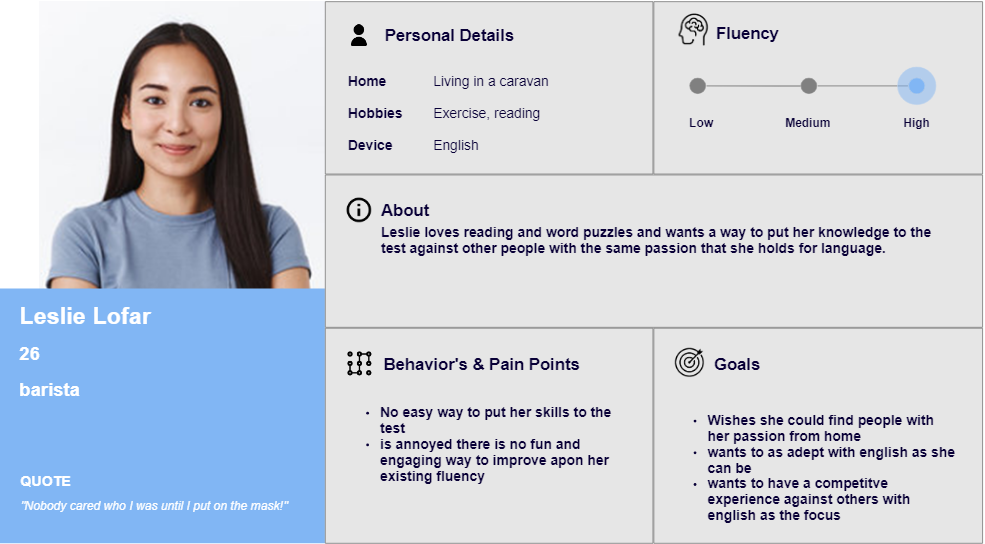 Leslie Lofar
26
barista
QUOTE
"Nobody cared who I was until I put on the mask!"
Personal Details
Home Living in a caravan
Hobbies Exercise, reading
Device English
Fluency
Low Medium High
About
Leslie loves reading and word puzzles and wants a way to put her knowledge to the
test against other people with the same passion that she holds for language.
Behavior's & Pain Points
• No easy way to put her skills to the
test
• is annoyed there is no fun and
engaging way to improve apon her
existing fluency
Goals
• Wishes she could find people with
her passion from home
• wants to as adept with english as she
can be
• wants to have a competitve
experience against others with
english as the focus